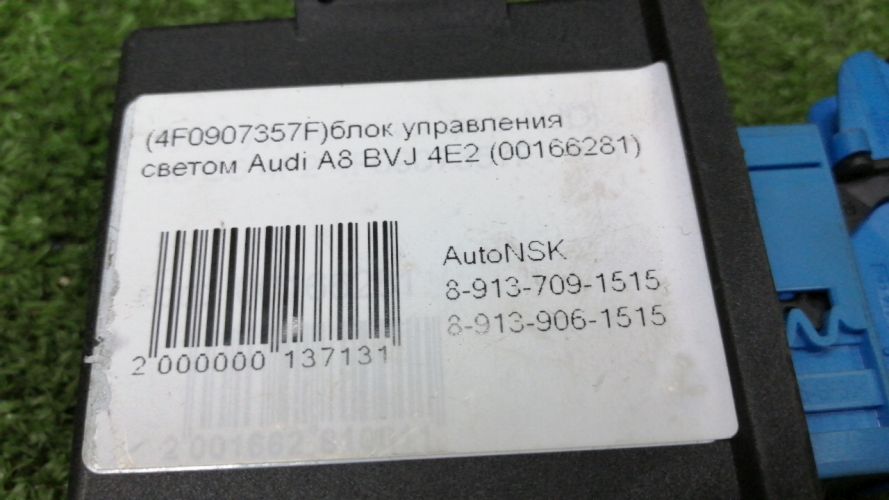 (4F0907357F)блок управления
светом Audi A8 BVJ 4E2 (00166281)
AutoNSK
8-913-709-1515
8-913-906-1515
2 000000 137131